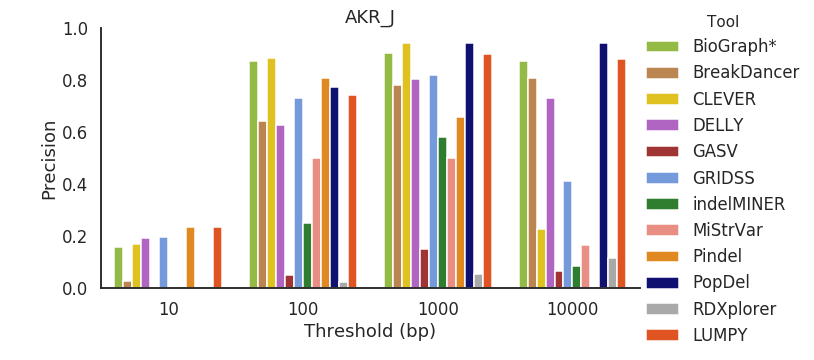 AKR_J
Tool
BioGraph*
BreakDancer
CLEVER
DELLY
GASV
GRIDSS
indelMINER
MiStrVar
Pindel
PopDel
RDXplorer
LUMPY
Precision
1.0
0.8
0.6
0.4
0.2
0.0
10 100 1000 10000
Threshold (bp)